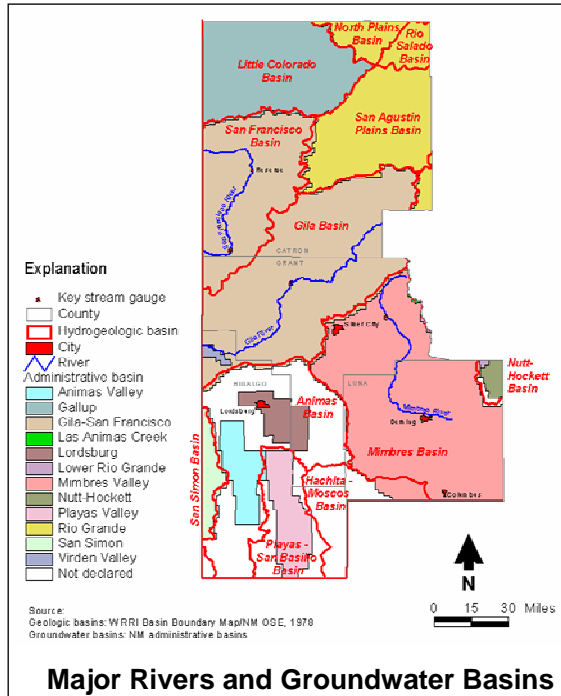 North Plains
Basin
Rio
Salado
Basin
Little Colorado
Basin
San Francisco
Basin
San Agustin
Plains Basin
Reserve
San Francisco River
Gila Basin
CATRON
GRANT
Explanation
Key stream gauge
County
Hydrogeologic basin
City
River
Administrative basin
Animas Valley
Gallup
Gila-San Francisco
Las Animas Creek
Lordsburg
Lower Rio Grande
Mimbres Valley
Nutt-Hockett
Playas Valley
Rio Grande
San Simon
Virden Valley
Not declared
Gila River
Silver City
HIDALGO
LUNA
Nutt-
Hockett
Basin
Lordsburg
Animas
Basin
Mimbres River
Deming
Mimbres Basin
San Simon Basin
Hachita-
Moscos
Basin
Columbus
Playas -
San Basilio
Basin
N
0 15 30 Miles
Source:
Geologic basins: WRRI Basin Boundary Map/NM OSE, 1978
Groundwater basins: NM administrative basins
Major Rivers and Groundwater Basins